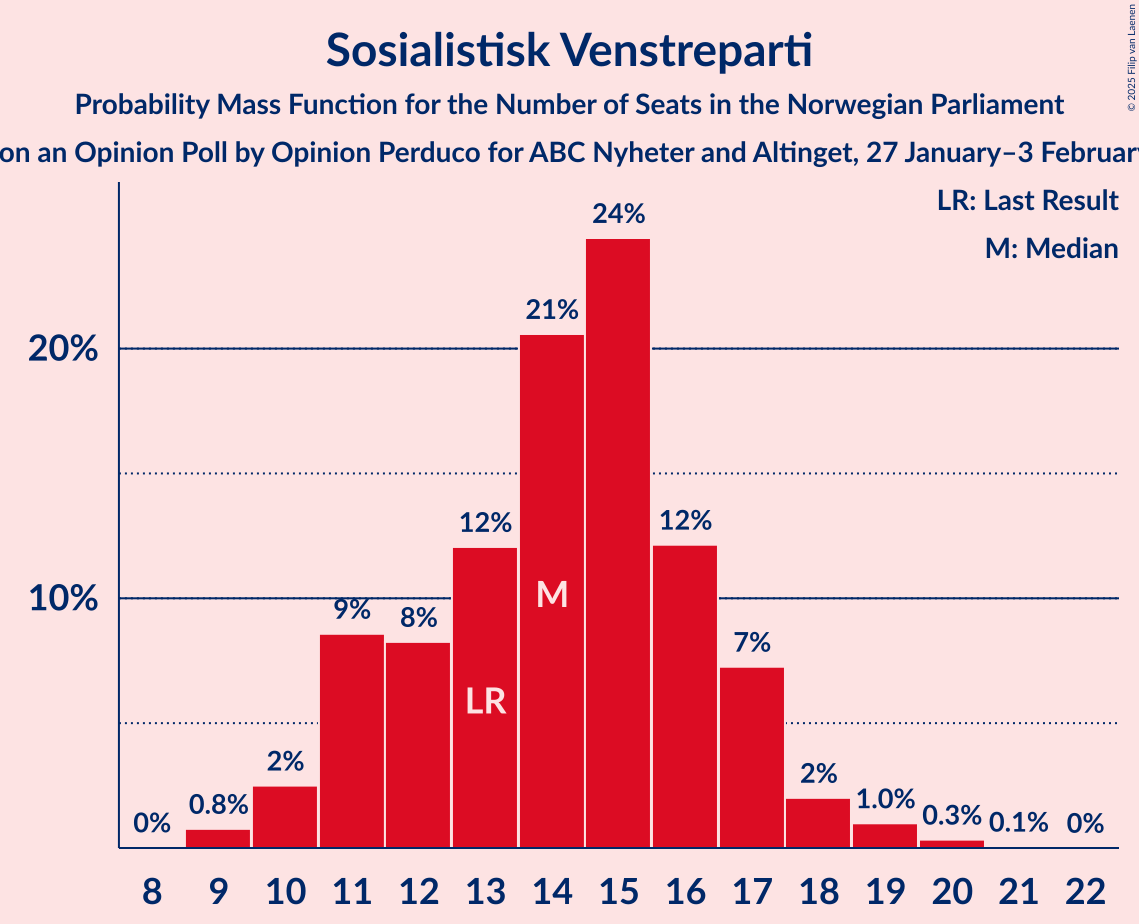 © 2025 Filip van Laenen
Sosialistisk Venstreparti
Probability Mass Function for the Number of Seats in the Norwegian Parliament
on an Opinion Poll by Opinion Perduco for ABC Nyheter and Altinget, 27 January–3 February
LR: Last Result
M: Median
20%
10%
0%
0.8%
2%
9%
8%
12%
21%
24%
12%
7%
2%
1.0%
0.3%
0.1%
0%
LR
M
8 9 10 11 12 13 14 15 16 17 18 19 20 21 22